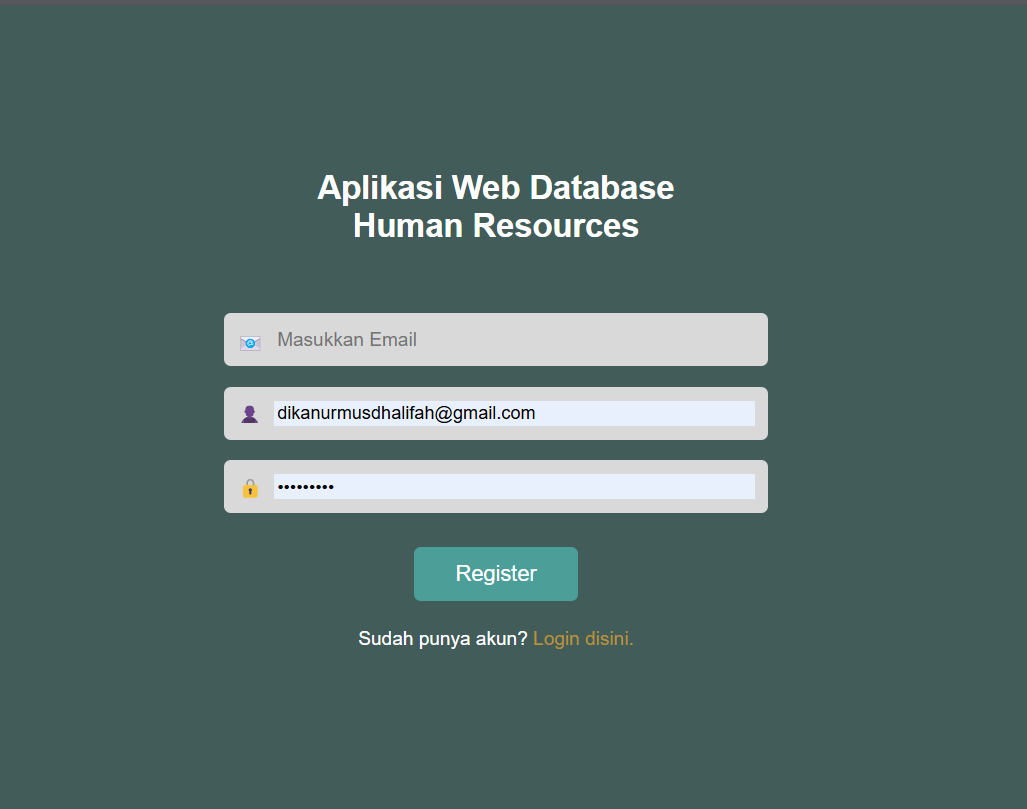 Aplikasi Web Database
Human Resources
Masukkan Email
dikanurmusdhalifah@gmail.com
•••••••••
Register
Sudah punya akun? Login disini.